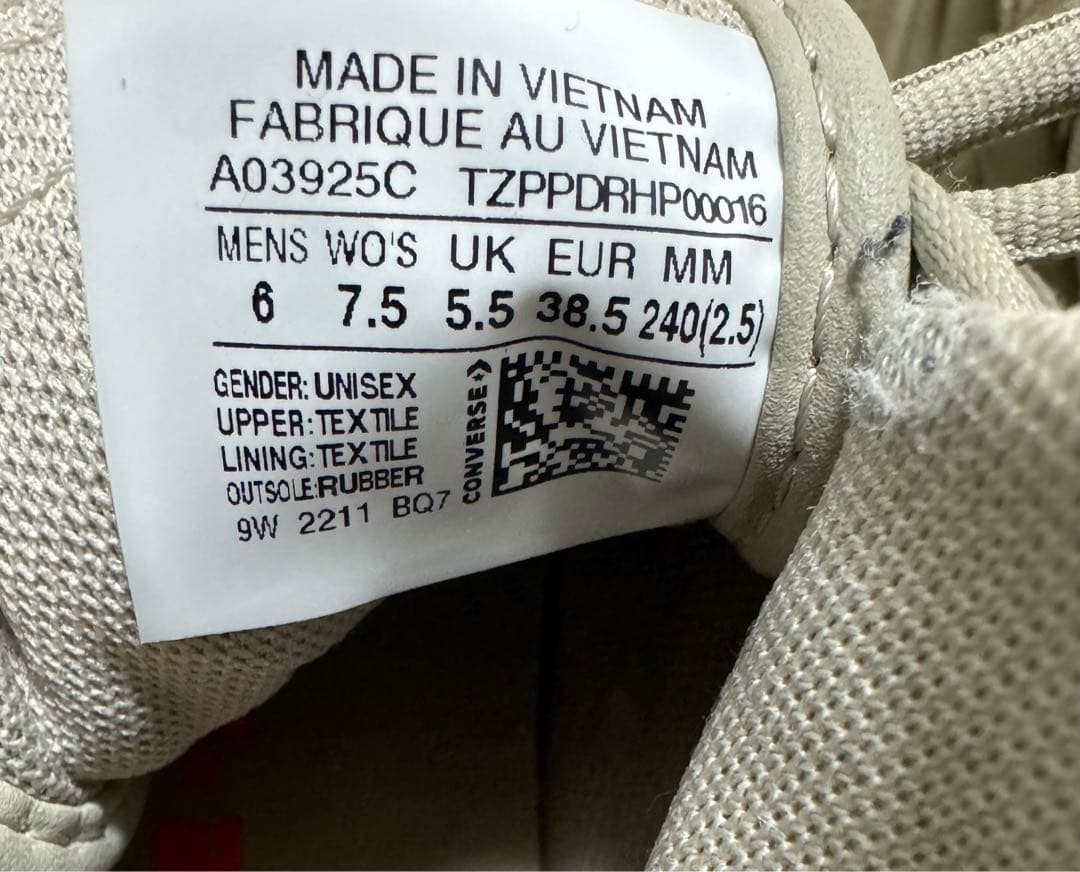 MADE IN VIETNAM
FABRIQUE AU VIETNAM
A03925C TZPPDRHP00016
MENS WO'S UK EUR MM
6 7.5 5.5 38.5 240(2.5)
GENDER: UNISEX
UPPER:TEXTILE
LINING:TEXTILE
OUTSOLE:RUBBER
9W 2211 BQ7
CONVERSE